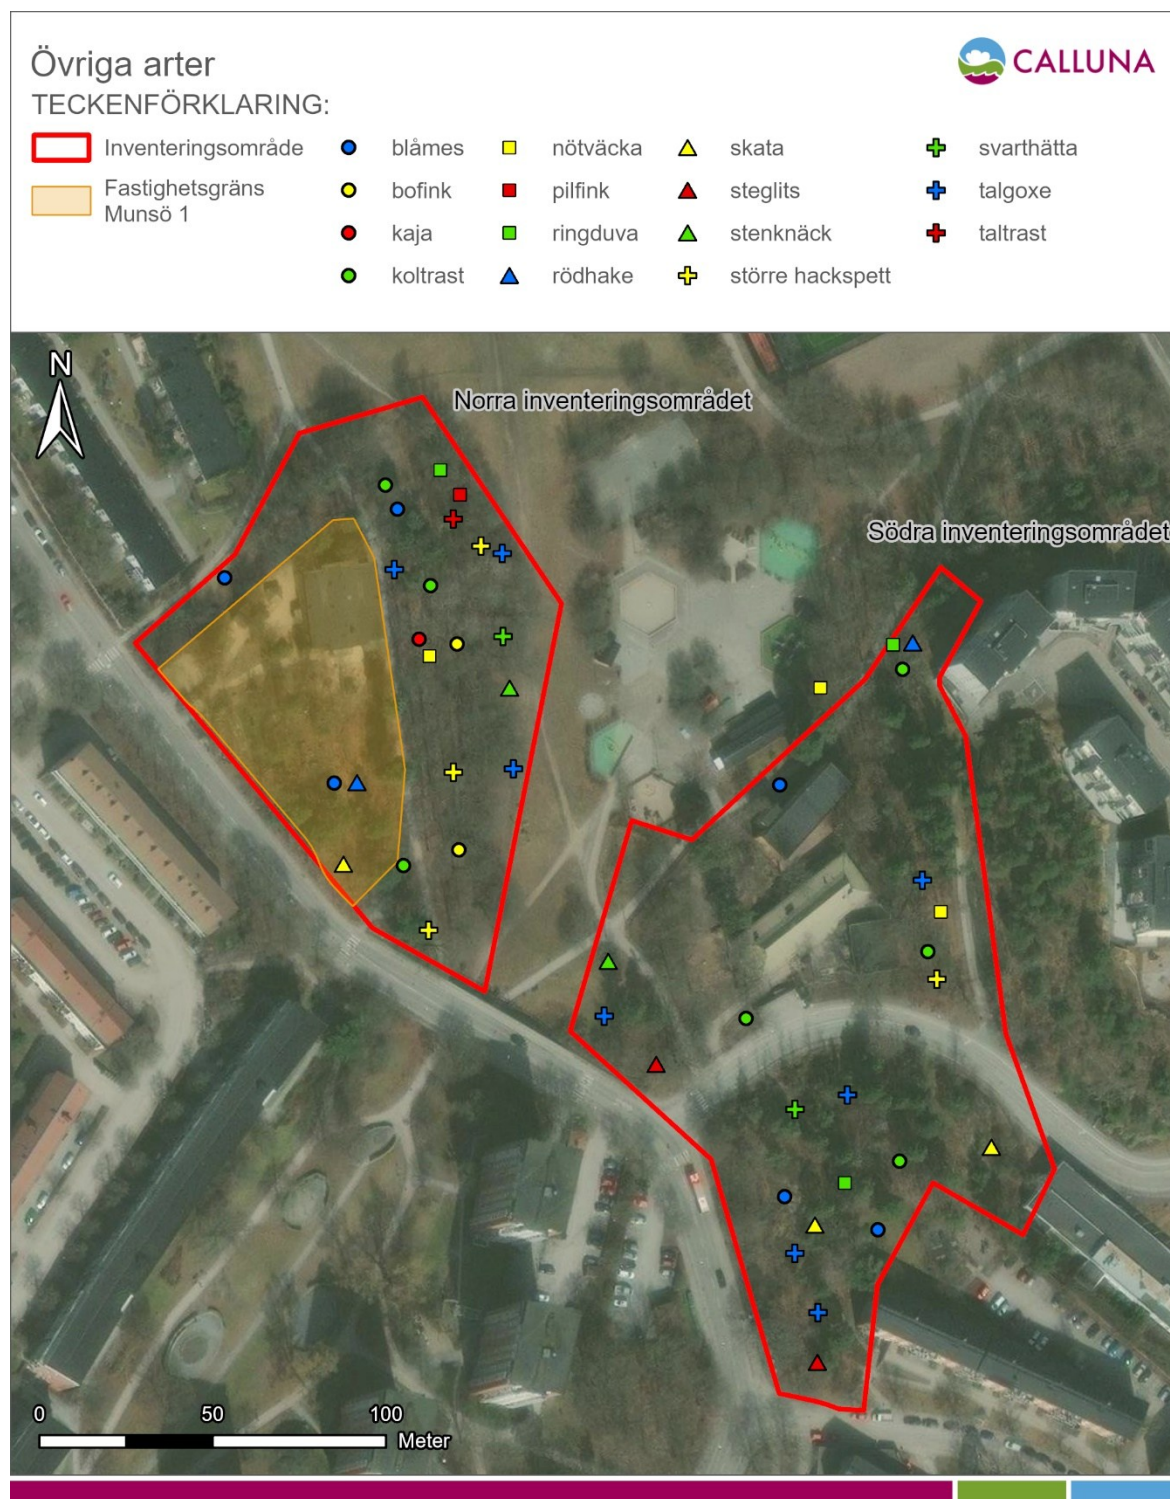 Övriga arter
CALLUNA
TECKENFÖRKLARING:
Inventeringsområde
Fastighetsgräns
Munsö 1
blåmes
bofink
kaja
koltrast
nötväcka
pilfink
ringduva
rödhake
skata
steglits
stenknäck
större hackspett
svarthätta
talgoxe
taltrast
N
Norra inventeringsområdet
Södra inventeringsområdet
0 50 100
Meter